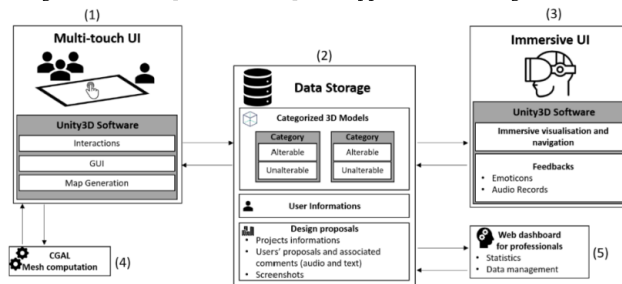 (1)
Multi-touch UI
Unity3D Software
Interactions
GUI
Map Generation
CGAL
Mesh computation
(4)
(2)
Data Storage
Categorized 3D Models
Category
Alterable
Unalterable
Category
Alterable
Unalterable
User Informations
Design proposals
• Projects informations
• Users' proposals and associated
comments (audio and text)
• Screenshots
(3)
Immersive UI
Unity3D Software
Immersive visualisation and
navigation
Feedbacks
• Emoticons
• Audio Records
Web dashboard
for professionals
• Statistics
• Data management
(5)